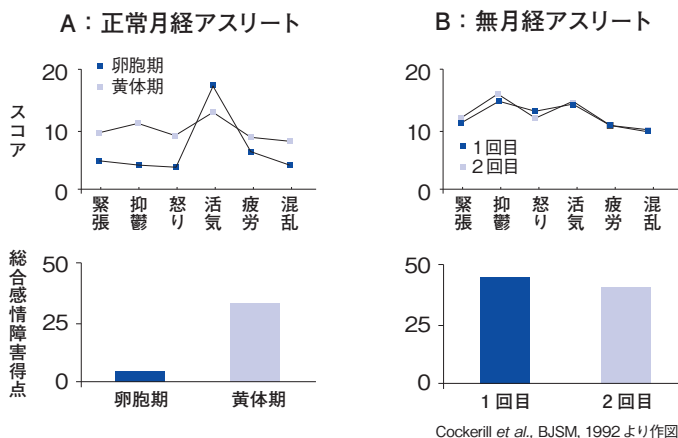 A：正常月経アスリート
スコア
20
10
0
卵胞期
黄体期
緊張 抑鬱 怒り 活気 疲労 混乱
B：無月経アスリート
20
10
0
1回目
2回目
緊張 抑鬱 怒り 活気 疲労 混乱
総合感情障害得点
50
25
0
卵胞期 黄体期
50
25
0
1回目 2回目
Cockerill et al., BJSM, 1992より作図